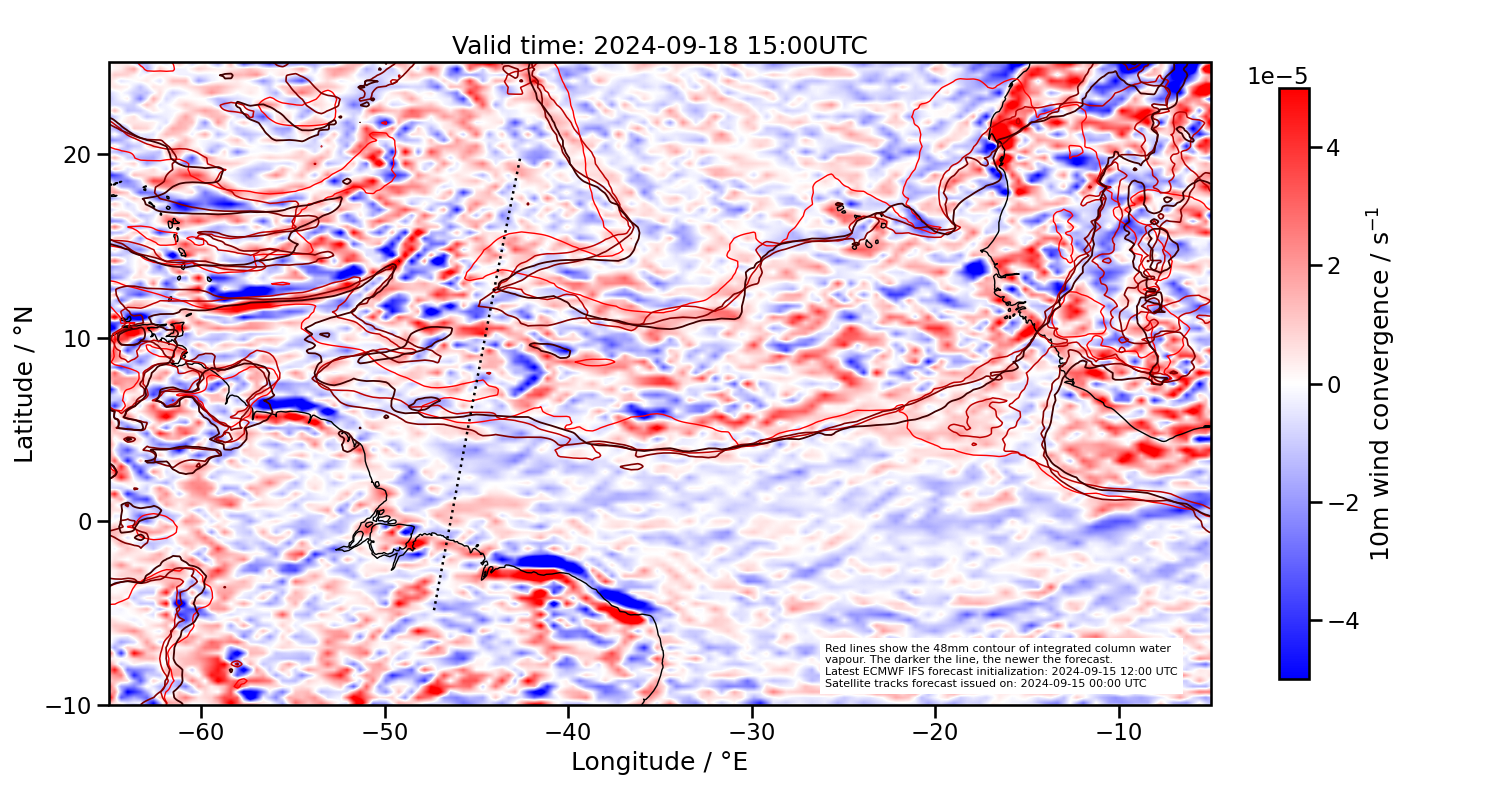 Valid time: 2024-09-18 15:00UTC
1e−5
20
10
0
−10
−60
−50
−40
−30
−20
−10
Longitude / °E
Latitude / °N
4
2
0
−2
−4
10m wind convergence / s−1
Red lines show the 48mm contour of integrated column water
vapour. The darker the line, the newer the forecast.
Latest ECMWF IFS forecast initialization: 2024-09-15 12:00 UTC
Satellite tracks forecast issued on: 2024-09-15 00:00 UTC